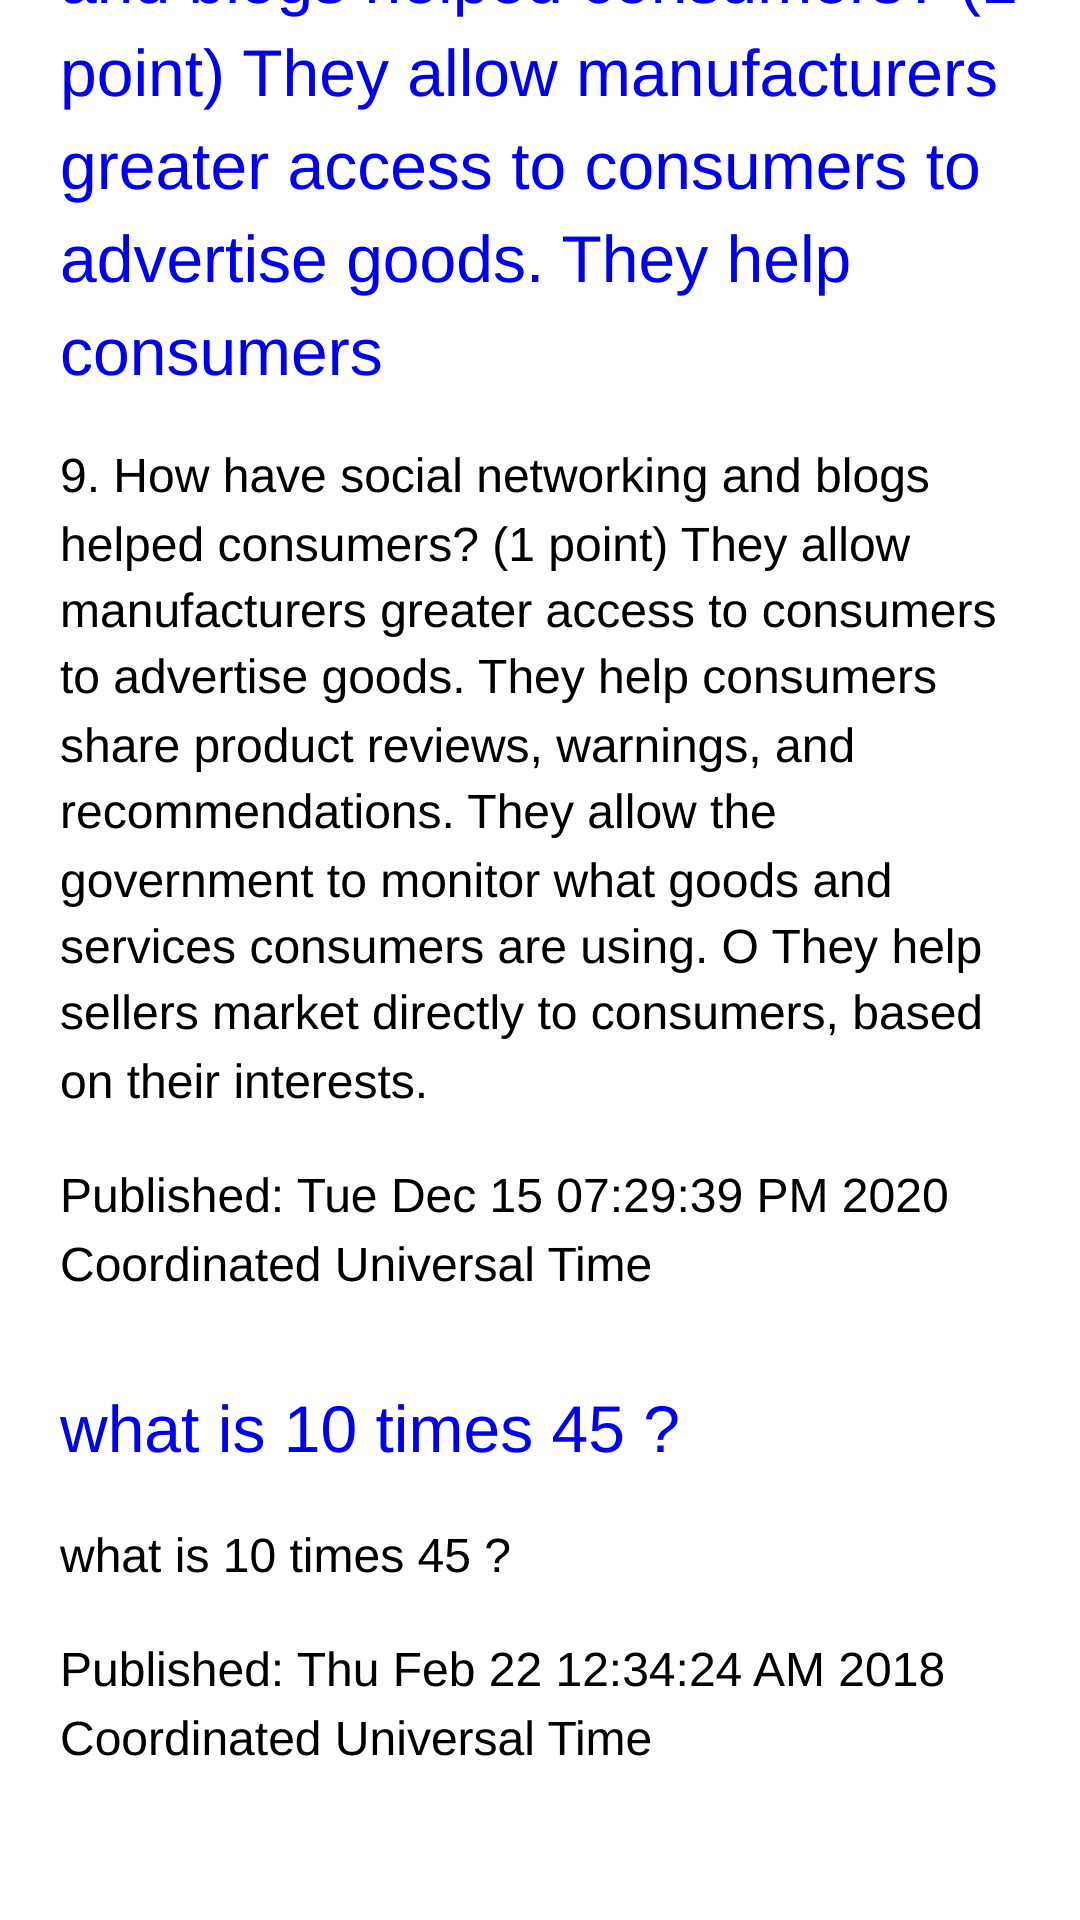 and blogs helped consumers? (1
point) They allow manufacturers
greater access to consumers to
advertise goods. They help
consumers
9. How have social networking and blogs
helped consumers? (1 point) They allow
manufacturers greater access to consumers
to advertise goods. They help consumers
share product reviews, warnings, and
recommendations. They allow the
government to monitor what goods and
services consumers are using. O They help
sellers market directly to consumers, based
on their interests.
Published: Tue Dec 15 07:29:39 PM 2020
Coordinated Universal Time
what is 10 times 45 ?
what is 10 times 45 ?
Published: Thu Feb 22 12:34:24 AM 2018
Coordinated Universal Time